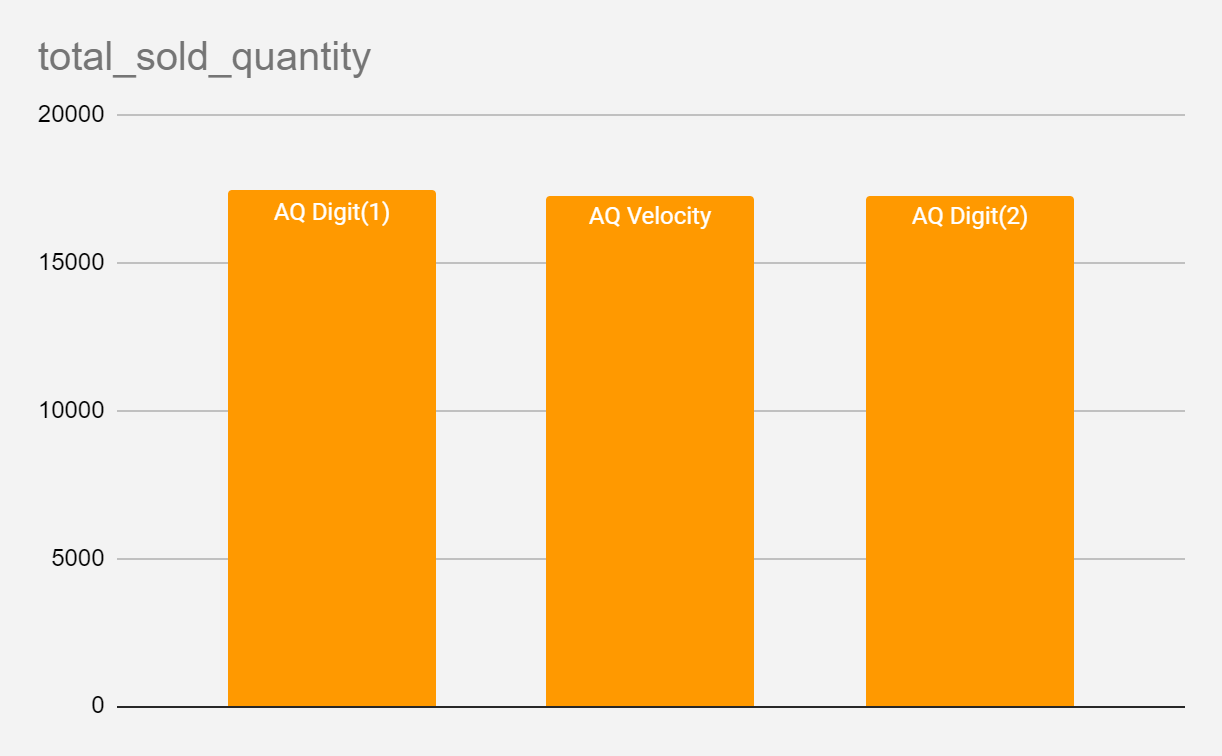 total_sold_quantity
20000
AQ Digit(1)
AQ Velocity
AQ Digit(2)
15000
10000
5000
0